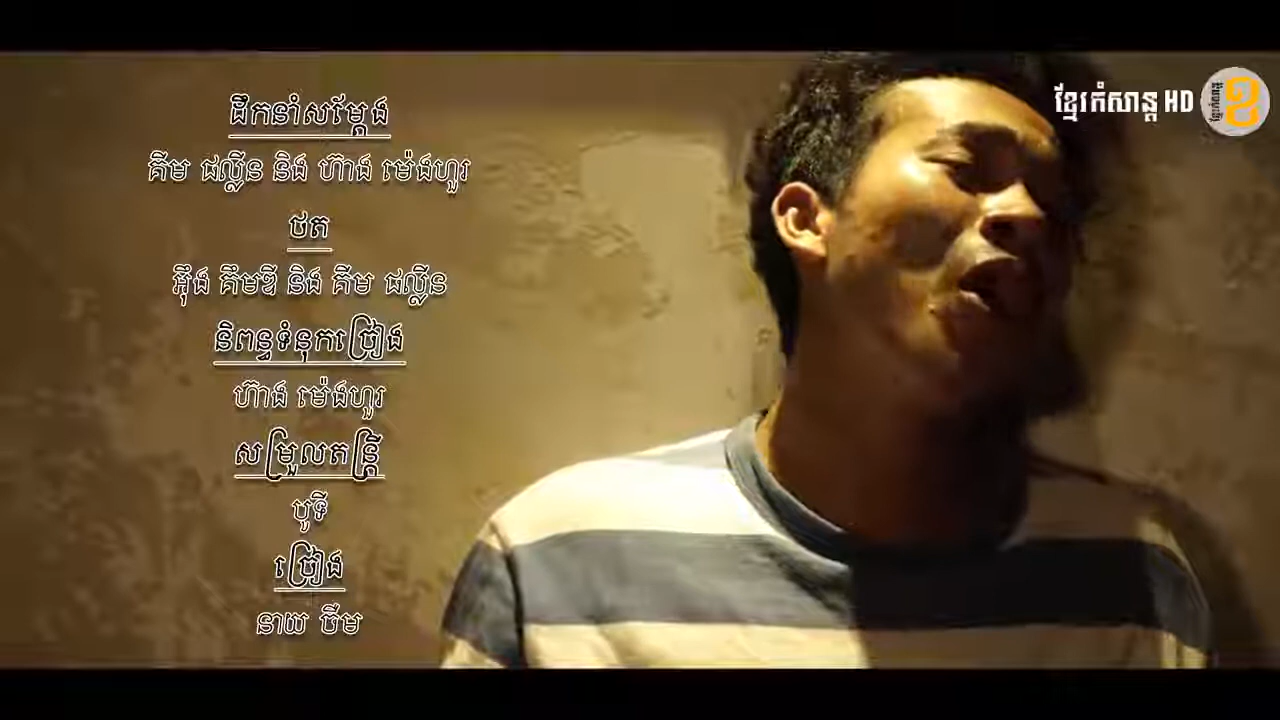 ដឹកនាំសម្ដែង
គីម ផល្លីន និង ហ៊ាង ម៉េងហួរ
ថត
អ៊ឹង គឹមឌី និង គីម ផល្លីន
និពន្ធទំនុកច្រៀង
ហ៊ាង ម៉េងហួរ
សម្រួលតន្ត្រី
បូទី
ច្រៀង
នាយ ចឺម
ខ្មែរកំសាន្ត HD